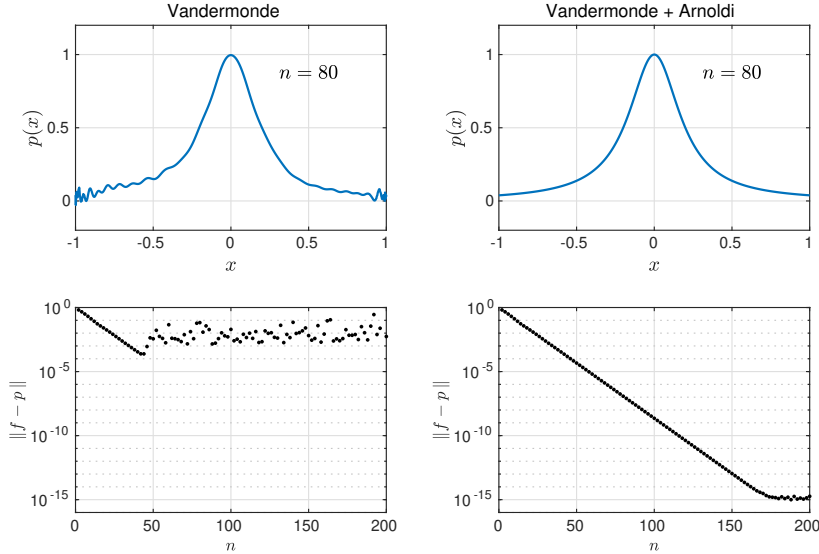 Vandermonde
Vandermonde + Arnoldi
p(x)
1
0.5
0
n = 80
-1
-0.5
0
0.5
1
x
p(x)
1
0.5
0
n = 80
-1
-0.5
0
0.5
1
x
‖f − p‖
10^0
10^-5
10^-10
10^-15
0
50
100
150
200
n
‖f − p‖
10^0
10^-5
10^-10
10^-15
0
50
100
150
200
n